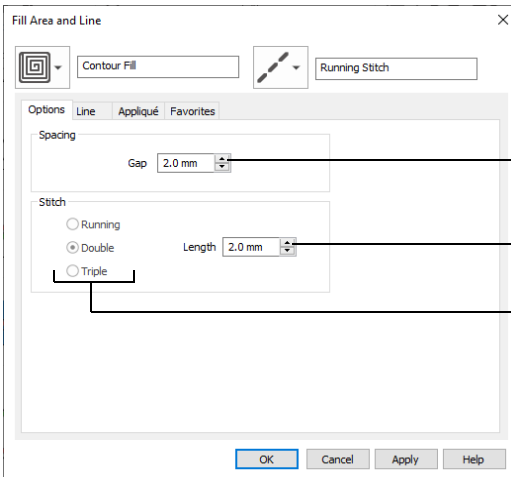 Fill Area and Line
Contour Fill
Running Stitch
Options Line Appliqué Favorites
Spacing
Gap 2.0 mm
Stitch
Running
Double Length 2.0 mm
Triple
OK Cancel Apply Help